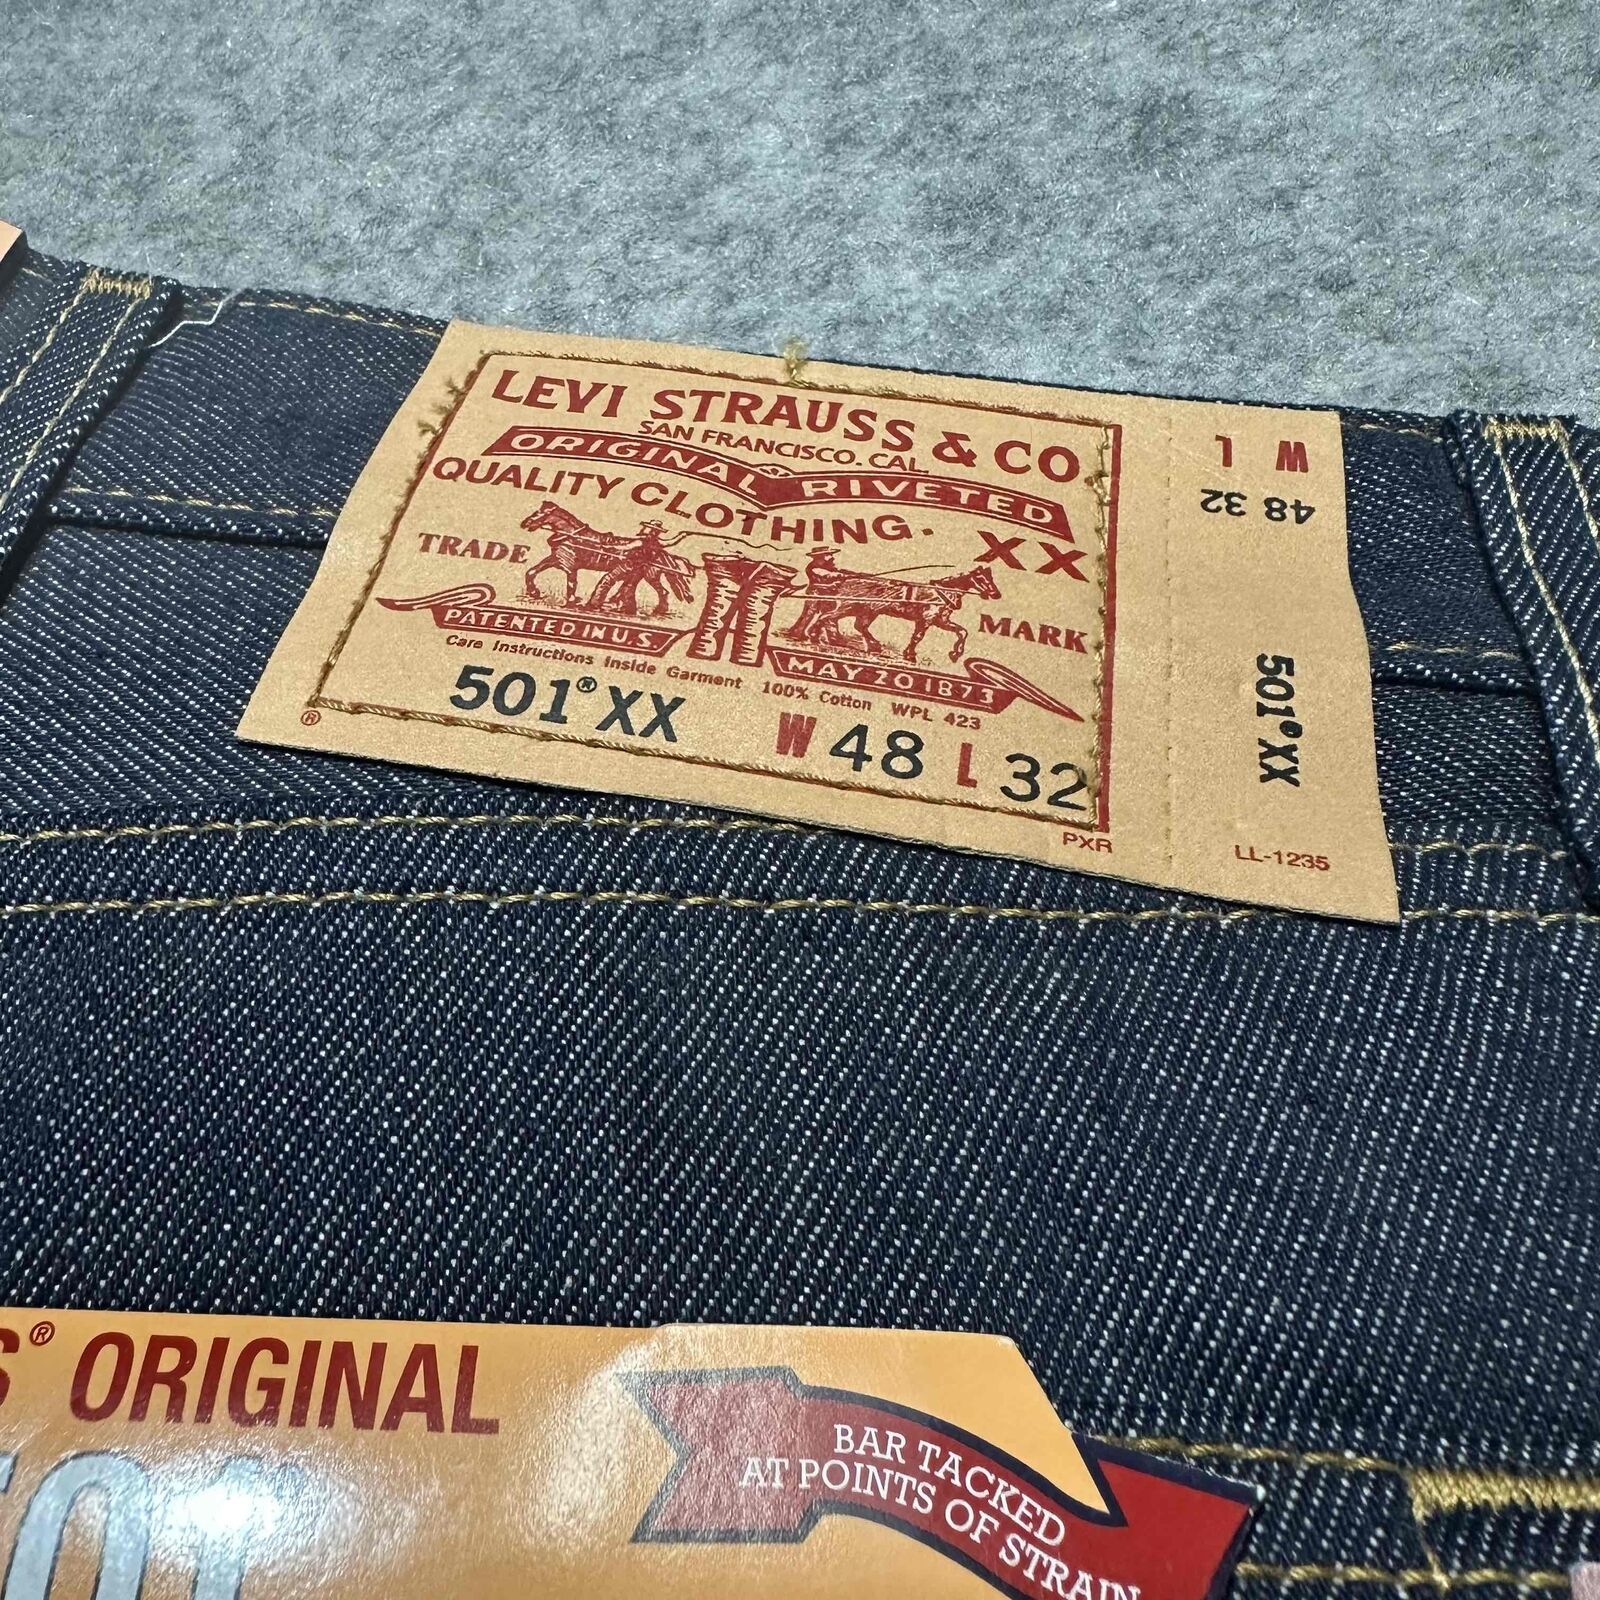 LEVI STRAUSS & CO
SAN FRANCISCO. CAL.
ORIGINAL RIVETED
QUALITY CLOTHING.
XX
TRADE MARK
PATENTED IN U.S. MAY 20 1873
Care Instructions Inside Garment 100% Cotton WPL 423
501® XX W 48 L 32
®
PXR
W L
48 32
501® XX
LL-1235
S® ORIGINAL
501
BAR TACKED
AT POINTS OF STRAIN